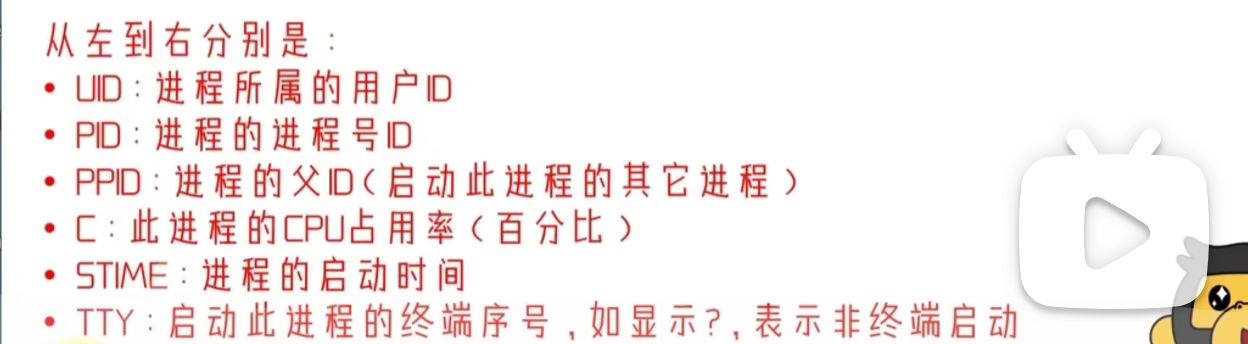 从左到右分别是：
• UID：进程所属的用户ID
• PID：进程的进程号ID
• PPID：进程的父ID（启动此进程的其它进程）
• C：此进程的CPU占用率（百分比）
• STIME：进程的启动时间
• TTY：启动此进程的终端序号，如显示?，表示非终端启动